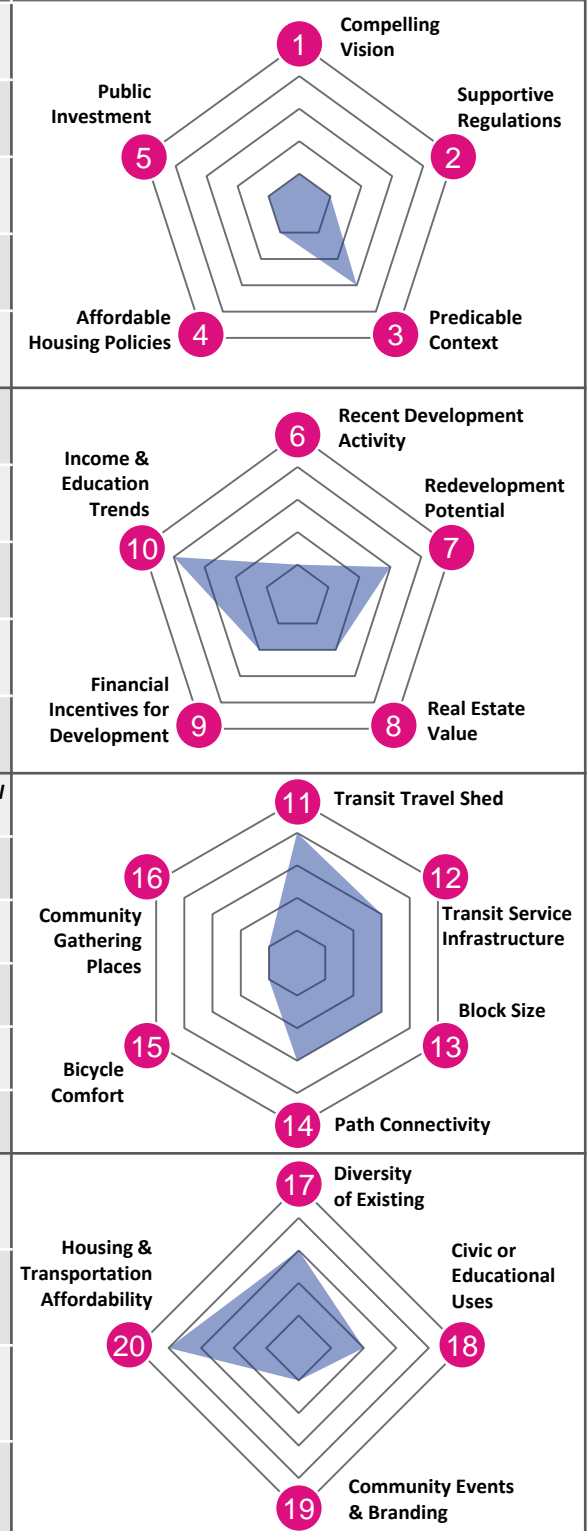 1
Compelling
Vision
Public
Investment
5
Supportive
Regulations
2
Affordable
Housing Policies
4
3
Predicable
Context
6
Recent Development
Activity
Income &
Education
Trends
10
Redevelopment
Potential
7
Financial
Incentives for
Development
9
8
Real Estate
Value
11
Transit Travel Shed
16
12
Community
Gathering
Places
Transit Service
Infrastructure
Block Size
15
13
Bicycle
Comfort
14
Path Connectivity
17
Diversity
of Existing
Housing &
Transportation
Affordability
Civic or
Educational
Uses
20
18
Community Events
& Branding
19